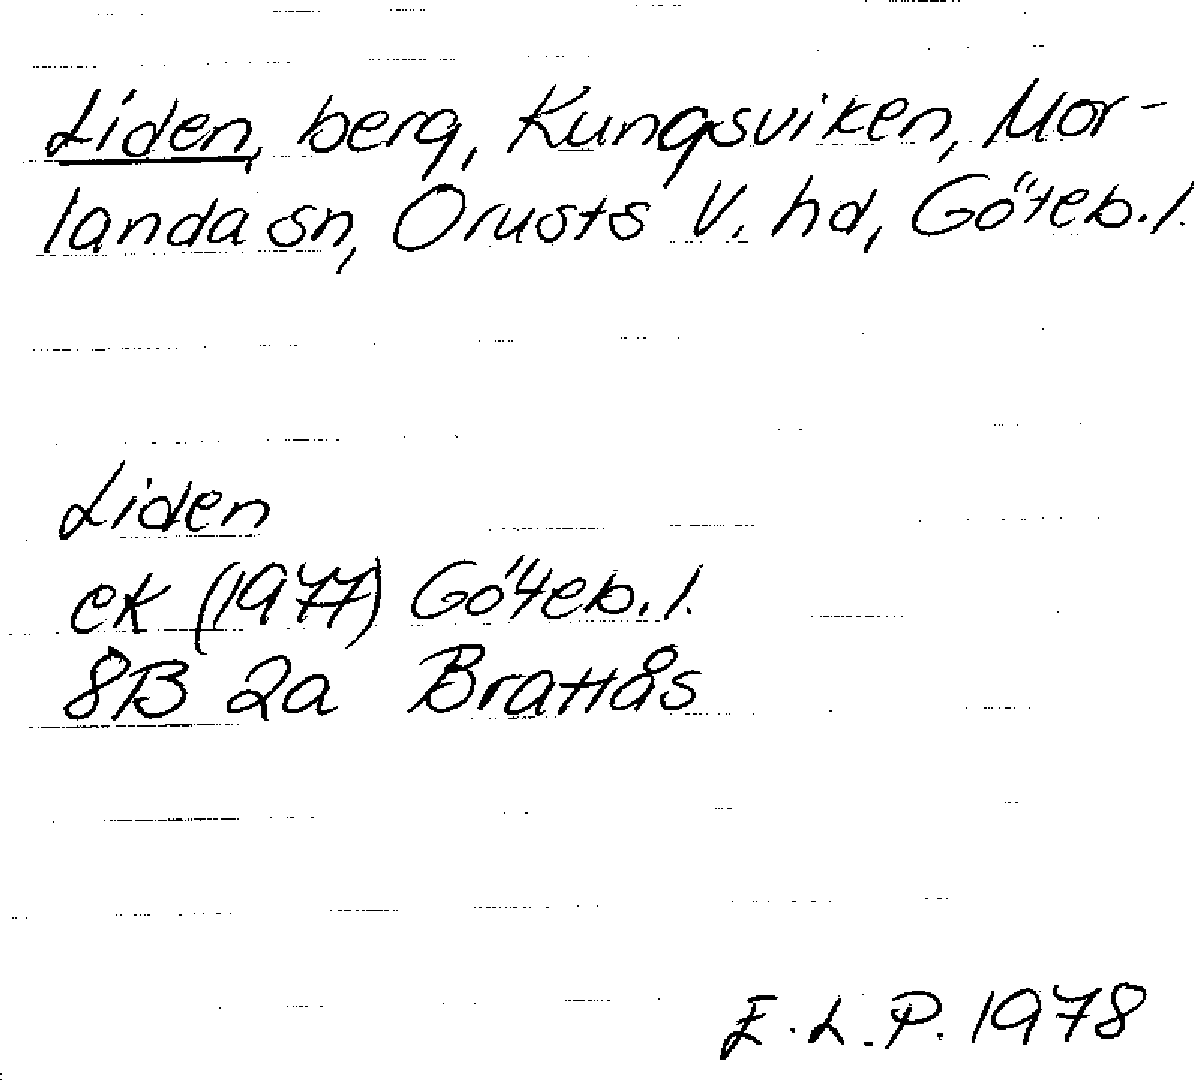 Liden, berg, Kungsviken, Mor-
landa sn, Orusts V. hd, Göteb. l.
Liden
ek (1977) Göteb. l.
8B 2a Brattås
E. L. P. 1978